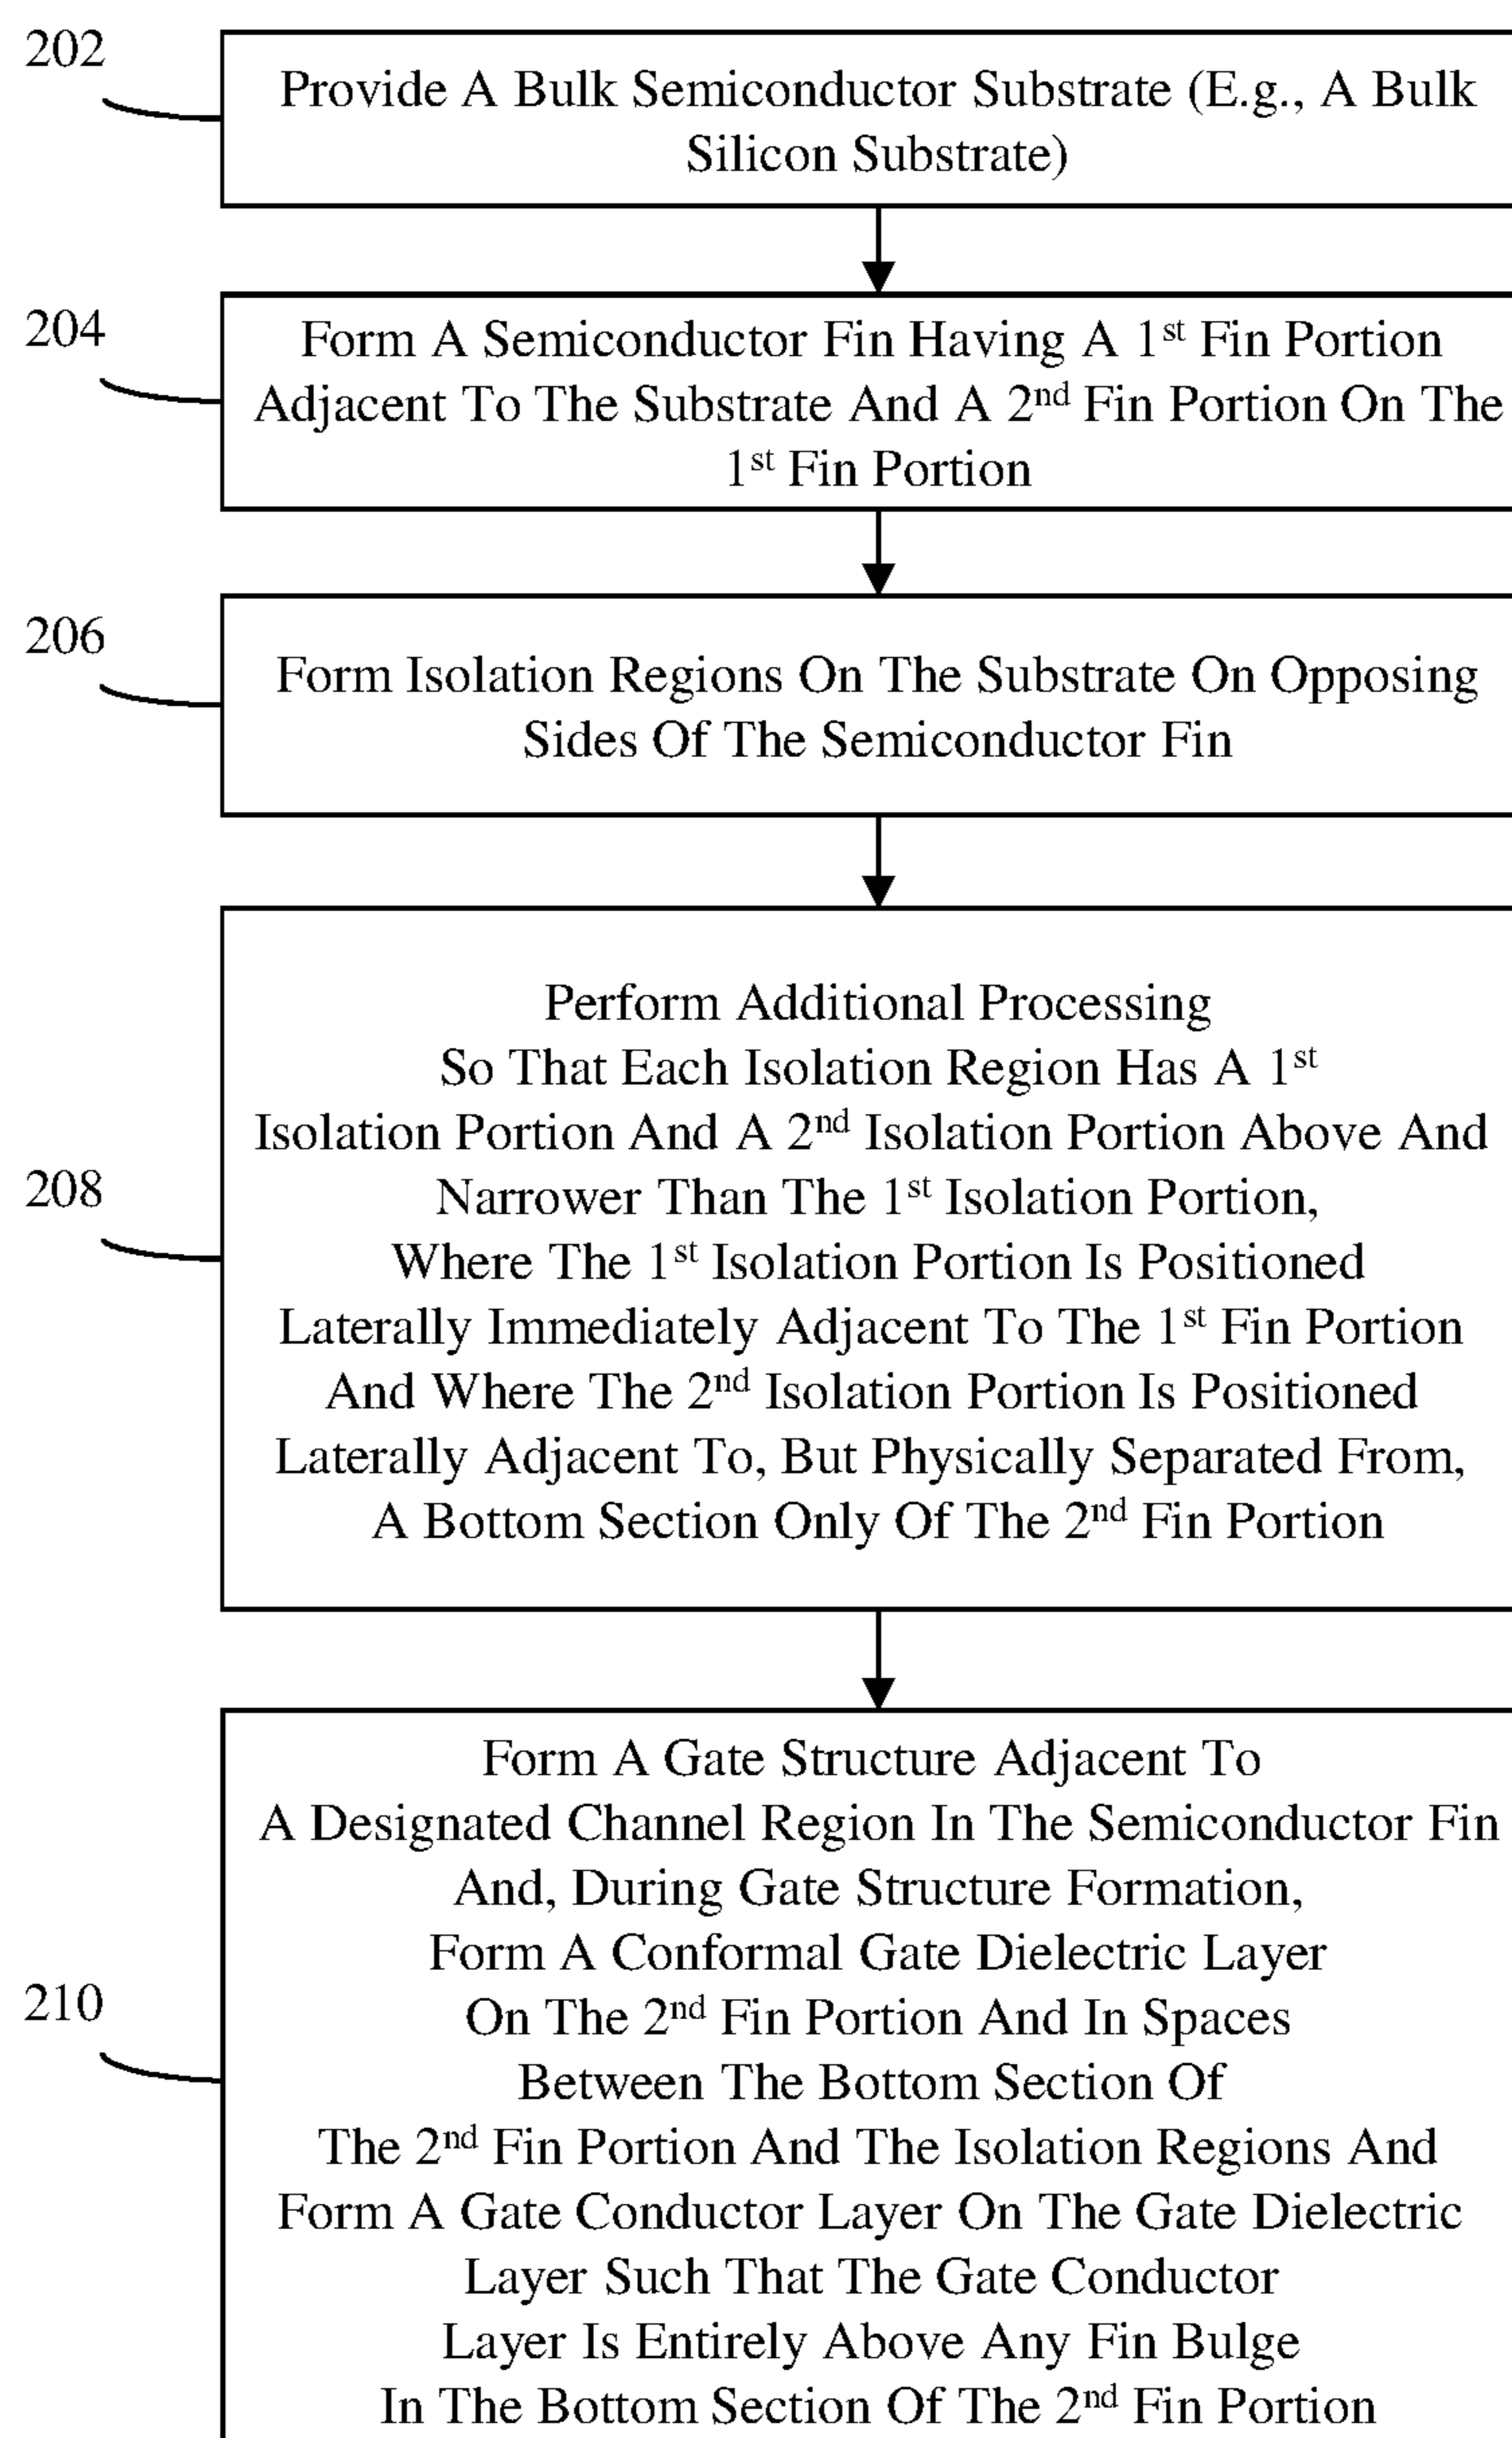 202
Provide A Bulk Semiconductor Substrate (E.g., A Bulk
Silicon Substrate)
204
Form A Semiconductor Fin Having A 1st Fin Portion
Adjacent To The Substrate And A 2nd Fin Portion On The
1st Fin Portion
206
Form Isolation Regions On The Substrate On Opposing
Sides Of The Semiconductor Fin
208
Perform Additional Processing
So That Each Isolation Region Has A 1st
Isolation Portion And A 2nd Isolation Portion Above And
Narrower Than The 1st Isolation Portion,
Where The 1st Isolation Portion Is Positioned
Laterally Immediately Adjacent To The 1st Fin Portion
And Where The 2nd Isolation Portion Is Positioned
Laterally Adjacent To, But Physically Separated From,
A Bottom Section Only Of The 2nd Fin Portion
210
Form A Gate Structure Adjacent To
A Designated Channel Region In The Semiconductor Fin
And, During Gate Structure Formation,
Form A Conformal Gate Dielectric Layer
On The 2nd Fin Portion And In Spaces
Between The Bottom Section Of
The 2nd Fin Portion And The Isolation Regions And
Form A Gate Conductor Layer On The Gate Dielectric
Layer Such That The Gate Conductor
Layer Is Entirely Above Any Fin Bulge
In The Bottom Section Of The 2nd Fin Portion